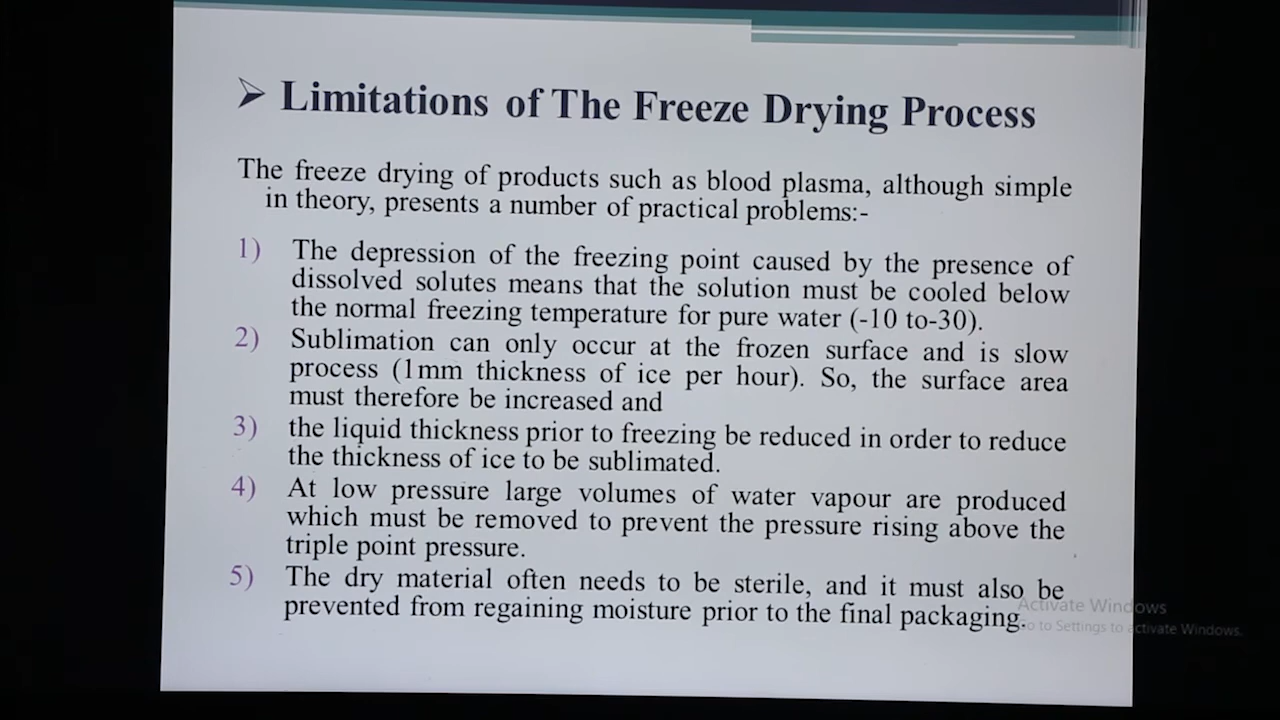 ➢ Limitations of The Freeze Drying Process
The freeze drying of products such as blood plasma, although simple
in theory, presents a number of practical problems:-
1) The depression of the freezing point caused by the presence of
dissolved solutes means that the solution must be cooled below
the normal freezing temperature for pure water (-10 to-30).
2) Sublimation can only occur at the frozen surface and is slow
process (1mm thickness of ice per hour). So, the surface area
must therefore be increased and
3) the liquid thickness prior to freezing be reduced in order to reduce
the thickness of ice to be sublimated.
4) At low pressure large volumes of water vapour are produced
which must be removed to prevent the pressure rising above the
triple point pressure.
5) The dry material often needs to be sterile, and it must also be
prevented from regaining moisture prior to the final packaging.
Activate Windows
Go to Settings to activate Windows.